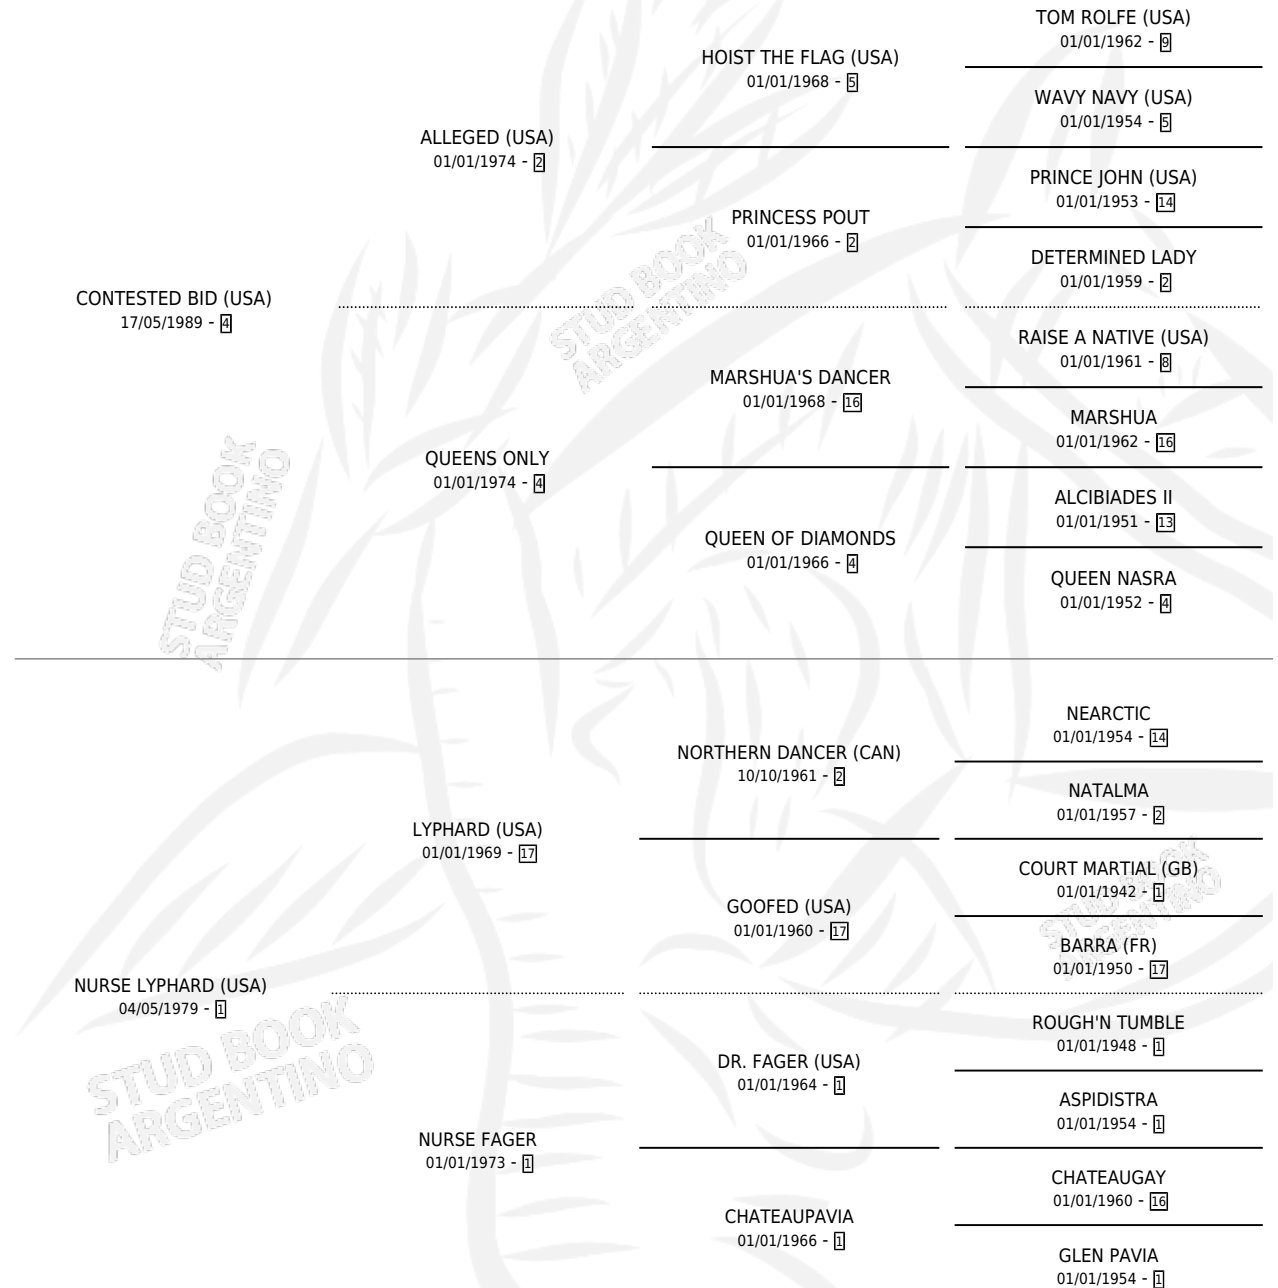 TOM ROLFE (USA)
01/01/1962 - 9
HOIST THE FLAG (USA)
01/01/1968 - 5
WAVY NAVY (USA)
01/01/1954 - 5
ALLEGED (USA)
01/01/1974 - 2
PRINCE JOHN (USA)
01/01/1953 - 14
PRINCESS POUT
01/01/1966 - 2
DETERMINED LADY
01/01/1959 - 2
CONTESTED BID (USA)
17/05/1989 - 4
STUD BOOK
ARGENTINO
RAISE A NATIVE (USA)
01/01/1961 - 8
MARSHUA'S DANCER
01/01/1968 - 16
MARSHUA
01/01/1962 - 16
QUEENS ONLY
01/01/1974 - 4
ALCIBIADES II
01/01/1951 - 13
QUEEN OF DIAMONDS
01/01/1966 - 4
QUEEN NASRA
01/01/1952 - 4
STUD BOOK
ARGENTINO
NEARCTIC
01/01/1954 - 14
NORTHERN DANCER (CAN)
10/10/1961 - 2
NATALMA
01/01/1957 - 2
LYPHARD (USA)
01/01/1969 - 17
COURT MARTIAL (GB)
01/01/1942 - 1
GOOFED (USA)
01/01/1960 - 17
STUD BOOK
ARGENTINO
BARRA (FR)
01/01/1950 - 17
NURSE LYPHARD (USA)
04/05/1979 - 1
STUD BOOK
ARGENTINO
ROUGH'N TUMBLE
01/01/1948 - 1
DR. FAGER (USA)
01/01/1964 - 1
ASPIDISTRA
01/01/1954 - 1
NURSE FAGER
01/01/1973 - 1
CHATEAUGAY
01/01/1960 - 16
CHATEAUPAVIA
01/01/1966 - 1
GLEN PAVIA
01/01/1954 - 1